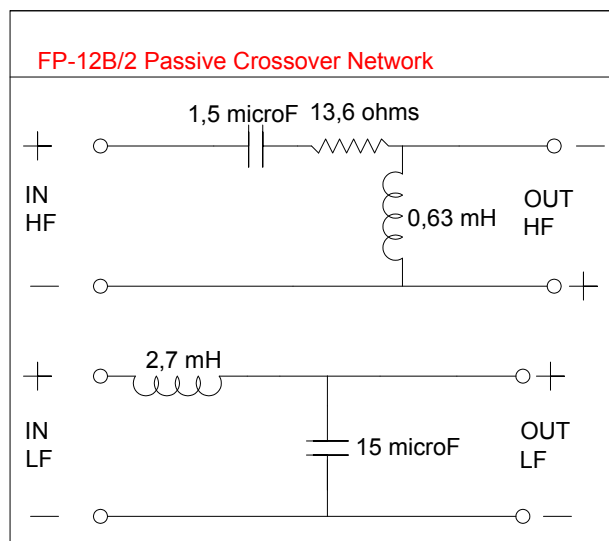 FP-12B/2 Passive Crossover Network
1,5 microF 13,6 ohms
+ —
IN OUT
HF HF
0,63 mH
— +
2,7 mH
+ +
IN OUT
LF LF
15 microF
— —